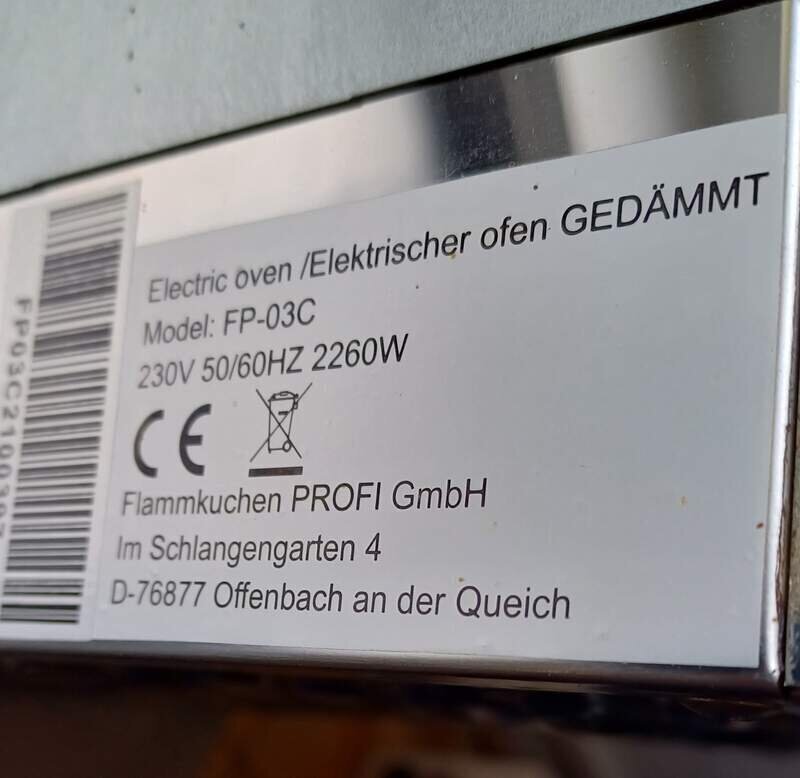 Electric oven /Elektrischer ofen GEDÄMMT
Model: FP-03C
230V 50/60HZ 2260W
CE
Flammkuchen PROFI GmbH
Im Schlangengarten 4
D-76877 Offenbach an der Queich